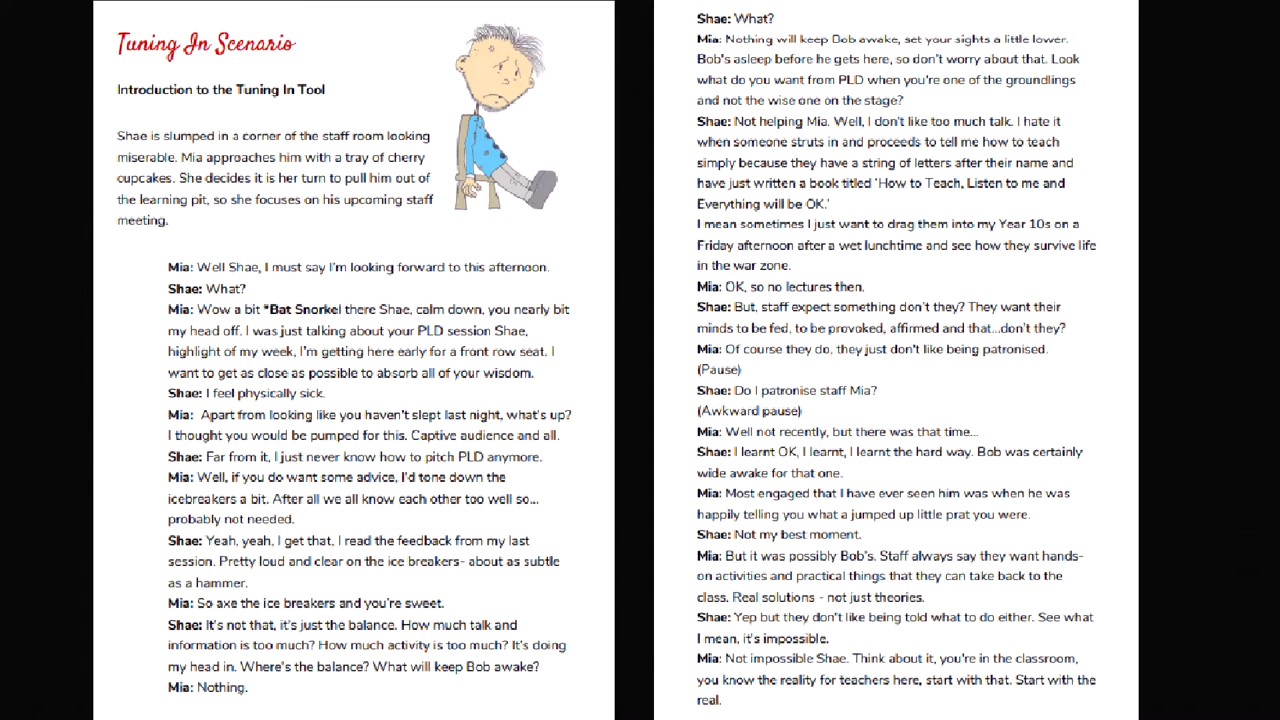 Tuning In Scenario
Introduction to the Tuning In Tool
Shae is slumped in a corner of the staff room looking
miserable. Mia approaches him with a tray of cherry
cupcakes. She decides it is her turn to pull him out of
the learning pit, so she focuses on his upcoming staff
meeting.
Mia: Well Shae, I must say I'm looking forward to this afternoon.
Shae: What?
Mia: Wow a bit *Bat Snorkel there Shae, calm down, you nearly bit
my head off. I was just talking about your PLD session Shae,
highlight of my week, I'm getting here early for a front row seat. I
want to get as close as possible to absorb all of your wisdom.
Shae: I feel physically sick.
Mia: Apart from looking like you haven't slept last night, what's up?
I thought you would be pumped for this. Captive audience and all.
Shae: Far from it, I just never know how to pitch PLD anymore.
Mia: Well, if you do want some advice, I'd tone down the
icebreakers a bit. After all we all know each other too well so...
probably not needed.
Shae: Yeah, yeah, I get that, I read the feedback from my last
session. Pretty loud and clear on the ice breakers- about as subtle
as a hammer.
Mia: So axe the ice breakers and you're sweet.
Shae: It's not that, it's just the balance. How much talk and
information is too much? How much activity is too much? It's doing
my head in. Where's the balance? What will keep Bob awake?
Mia: Nothing.
Shae: What?
Mia: Nothing will keep Bob awake, set your sights a little lower.
Bob's asleep before he gets here, so don't worry about that. Look
what do you want from PLD when you're one of the groundlings
and not the wise one on the stage?
Shae: Not helping Mia. Well, I don't like too much talk. I hate it
when someone struts in and proceeds to tell me how to teach
simply because they have a string of letters after their name and
have just written a book titled 'How to Teach, Listen to me and
Everything will be OK.'
I mean sometimes I just want to drag them into my Year 10s on a
Friday afternoon after a wet lunchtime and see how they survive life
in the war zone.
Mia: OK, so no lectures then.
Shae: But, staff expect something don't they? They want their
minds to be fed, to be provoked, affirmed and that...don't they?
Mia: Of course they do, they just don't like being patronised.
(Pause)
Shae: Do I patronise staff Mia?
(Awkward pause)
Mia: Well not recently, but there was that time...
Shae: I learnt OK, I learnt, I learnt the hard way. Bob was certainly
wide awake for that one.
Mia: Most engaged that I have ever seen him was when he was
happily telling you what a jumped up little prat you were.
Shae: Not my best moment.
Mia: But it was possibly Bob's. Staff always say they want hands-
on activities and practical things that they can take back to the
class. Real solutions - not just theories.
Shae: Yep but they don't like being told what to do either. See what
I mean, it's impossible.
Mia: Not impossible Shae. Think about it, you're in the classroom,
you know the reality for teachers here, start with that. Start with the
real.